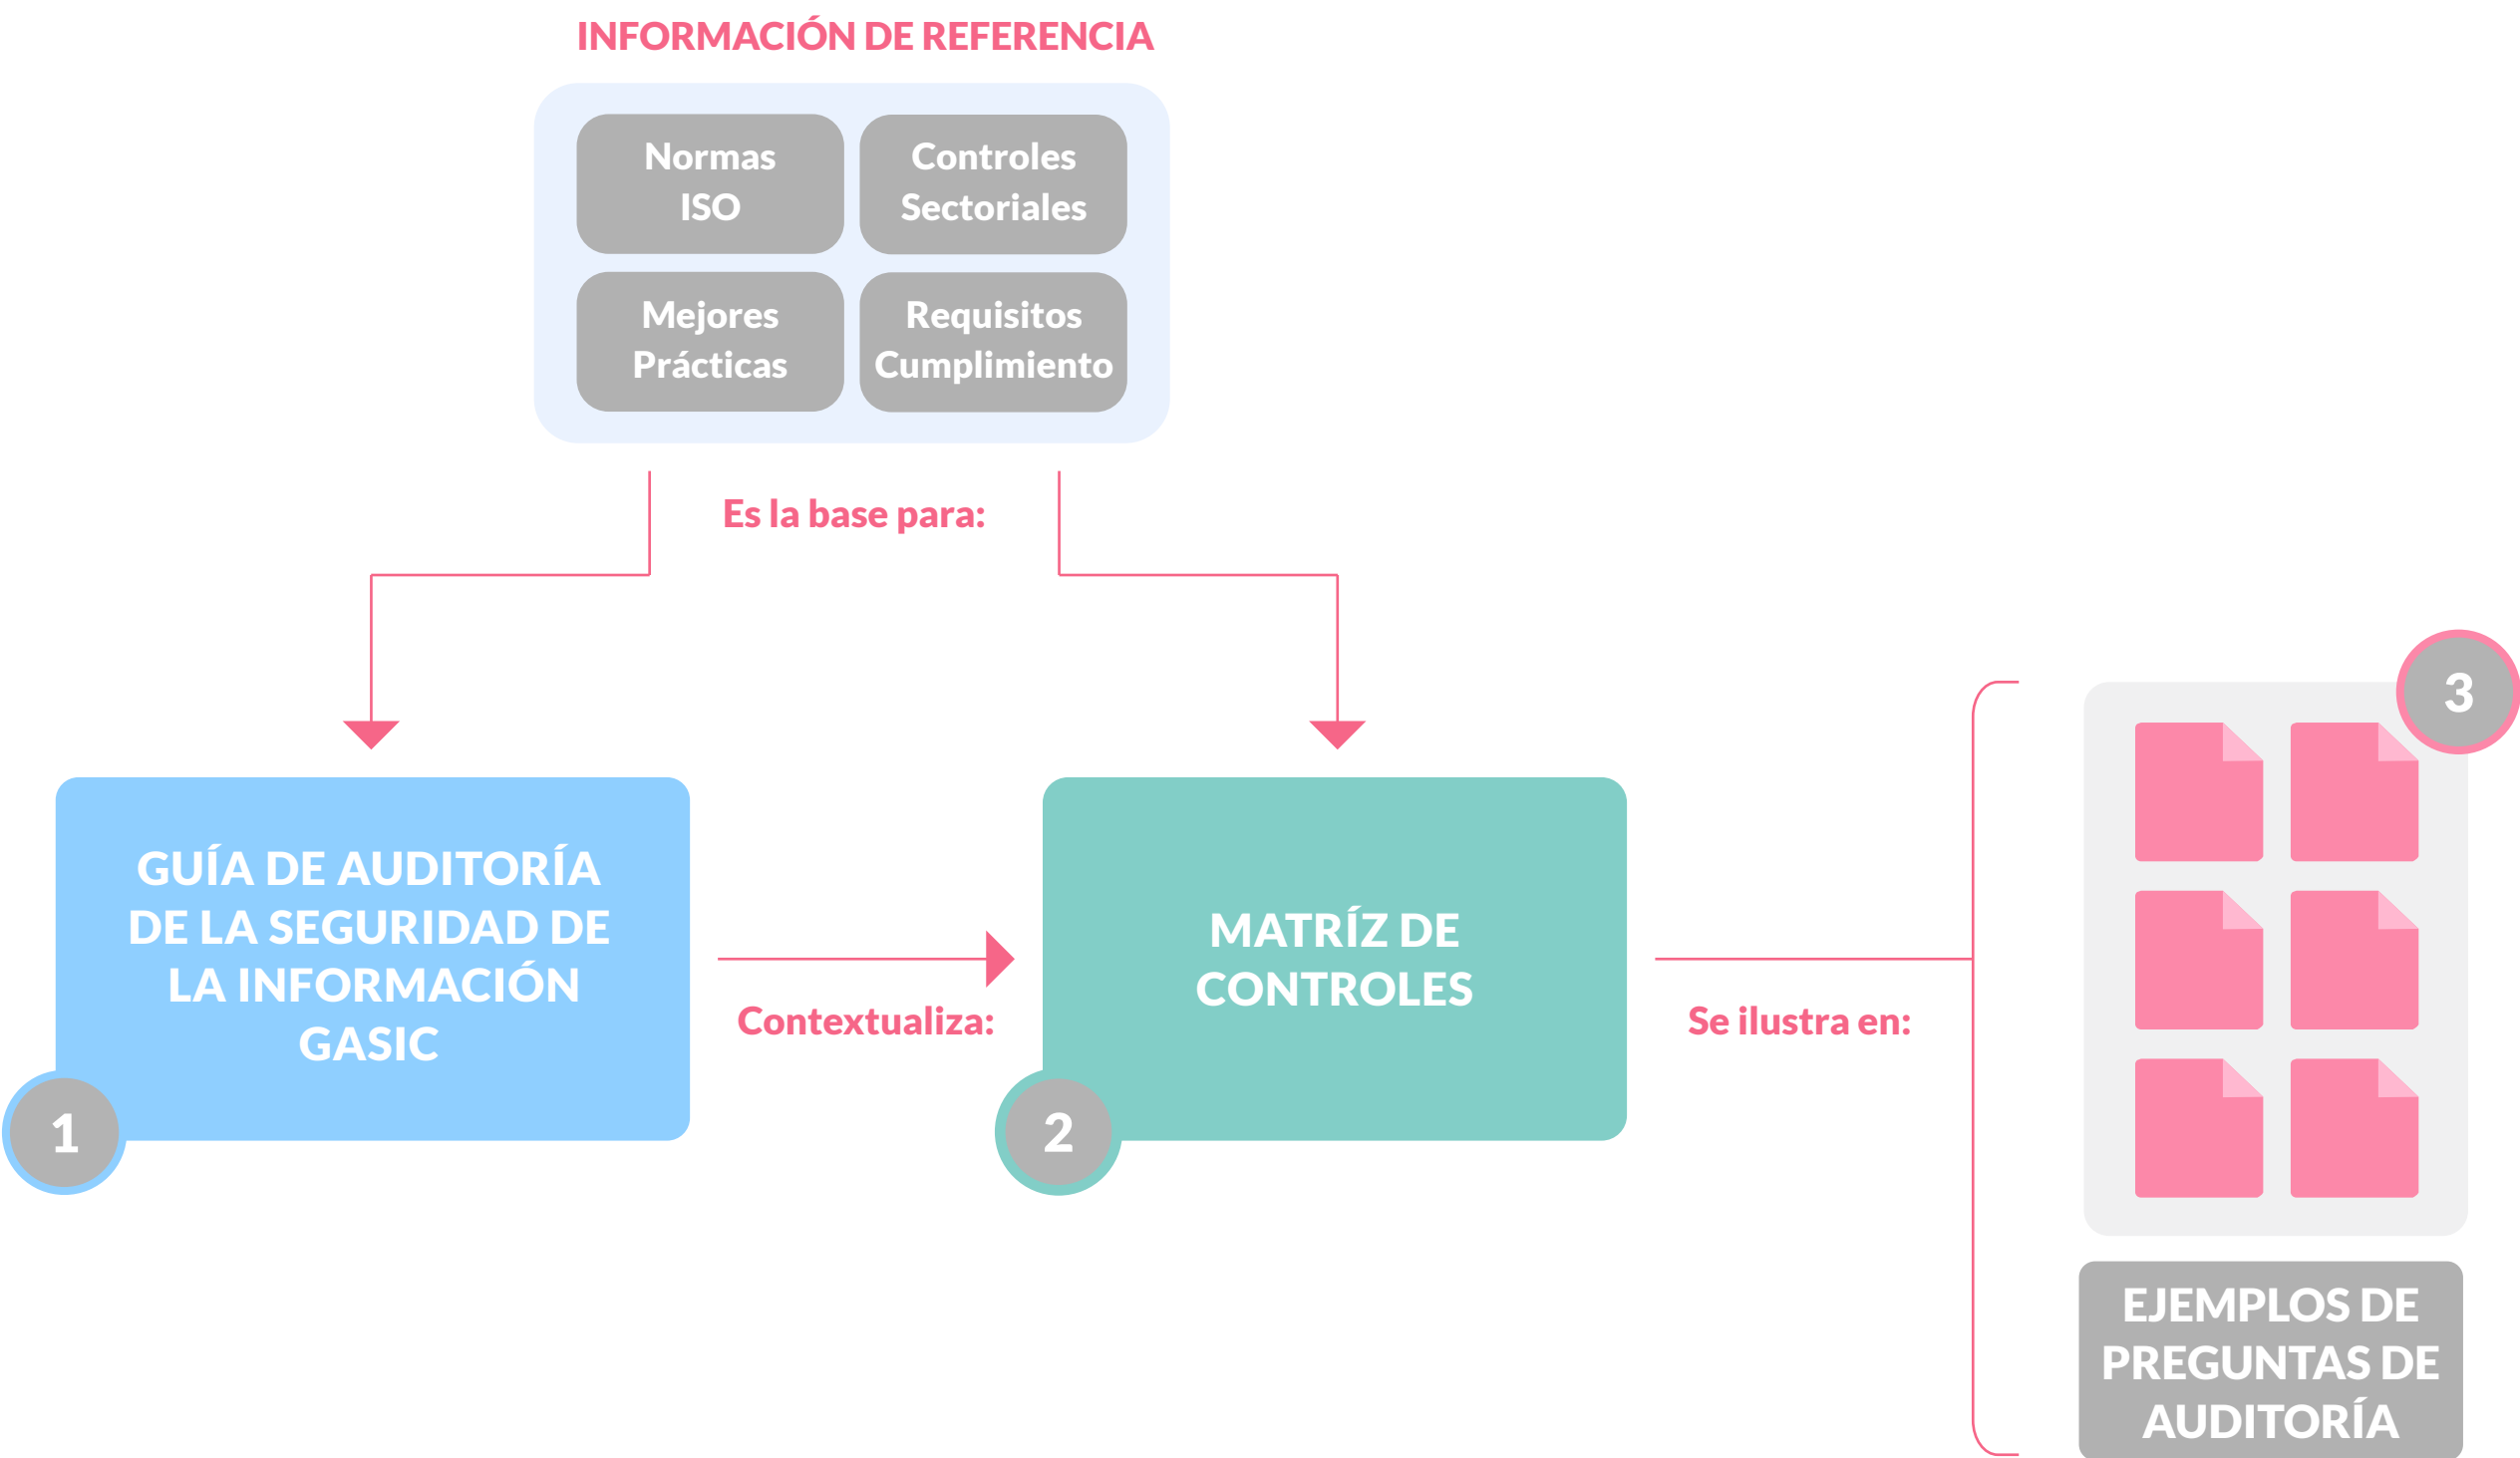 INFORMACIÓN DE REFERENCIA
Normas
ISO
Controles
Sectoriales
Mejores
Prácticas
Requisitos
Cumplimiento
Es la base para:
GUÍA DE AUDITORÍA
DE LA SEGURIDAD DE
LA INFORMACIÓN
GASIC
1
Contextualiza:
MATRÍZ DE
CONTROLES
2
Se ilustra en:
3
EJEMPLOS DE
PREGUNTAS DE
AUDITORÍA